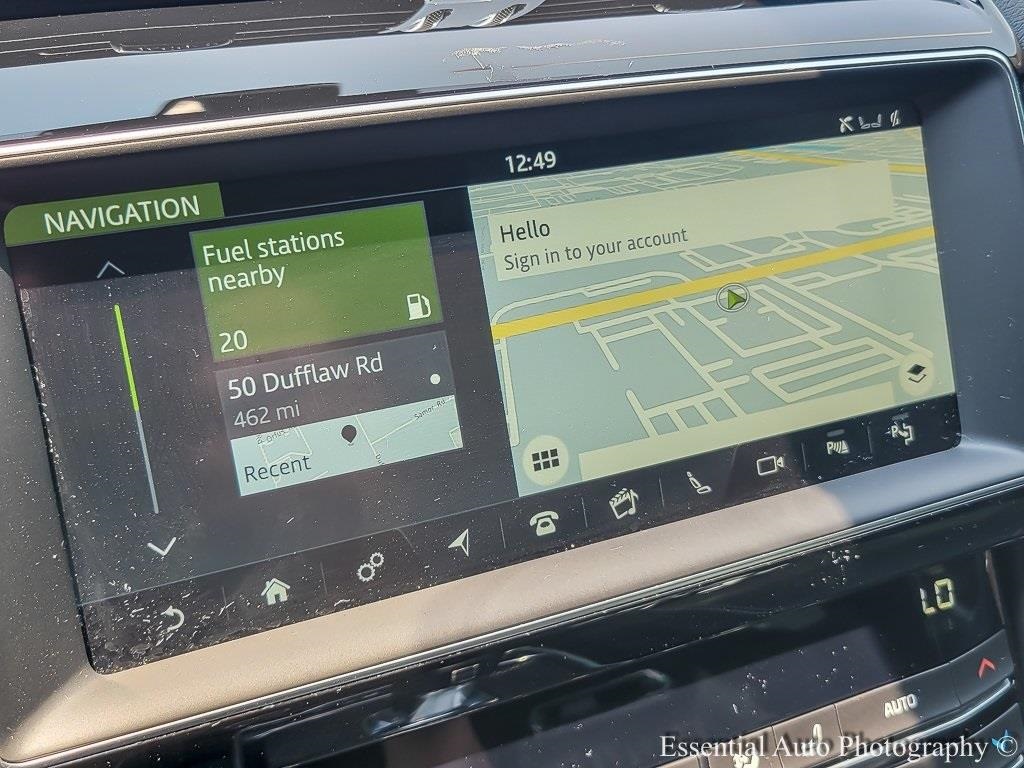 12:49
NAVIGATION
Fuel stations
nearby
20
50 Dufflaw Rd
462 mi
Recent
Hello
Sign in to your account
LO
AUTO
Essential Auto Photography ©